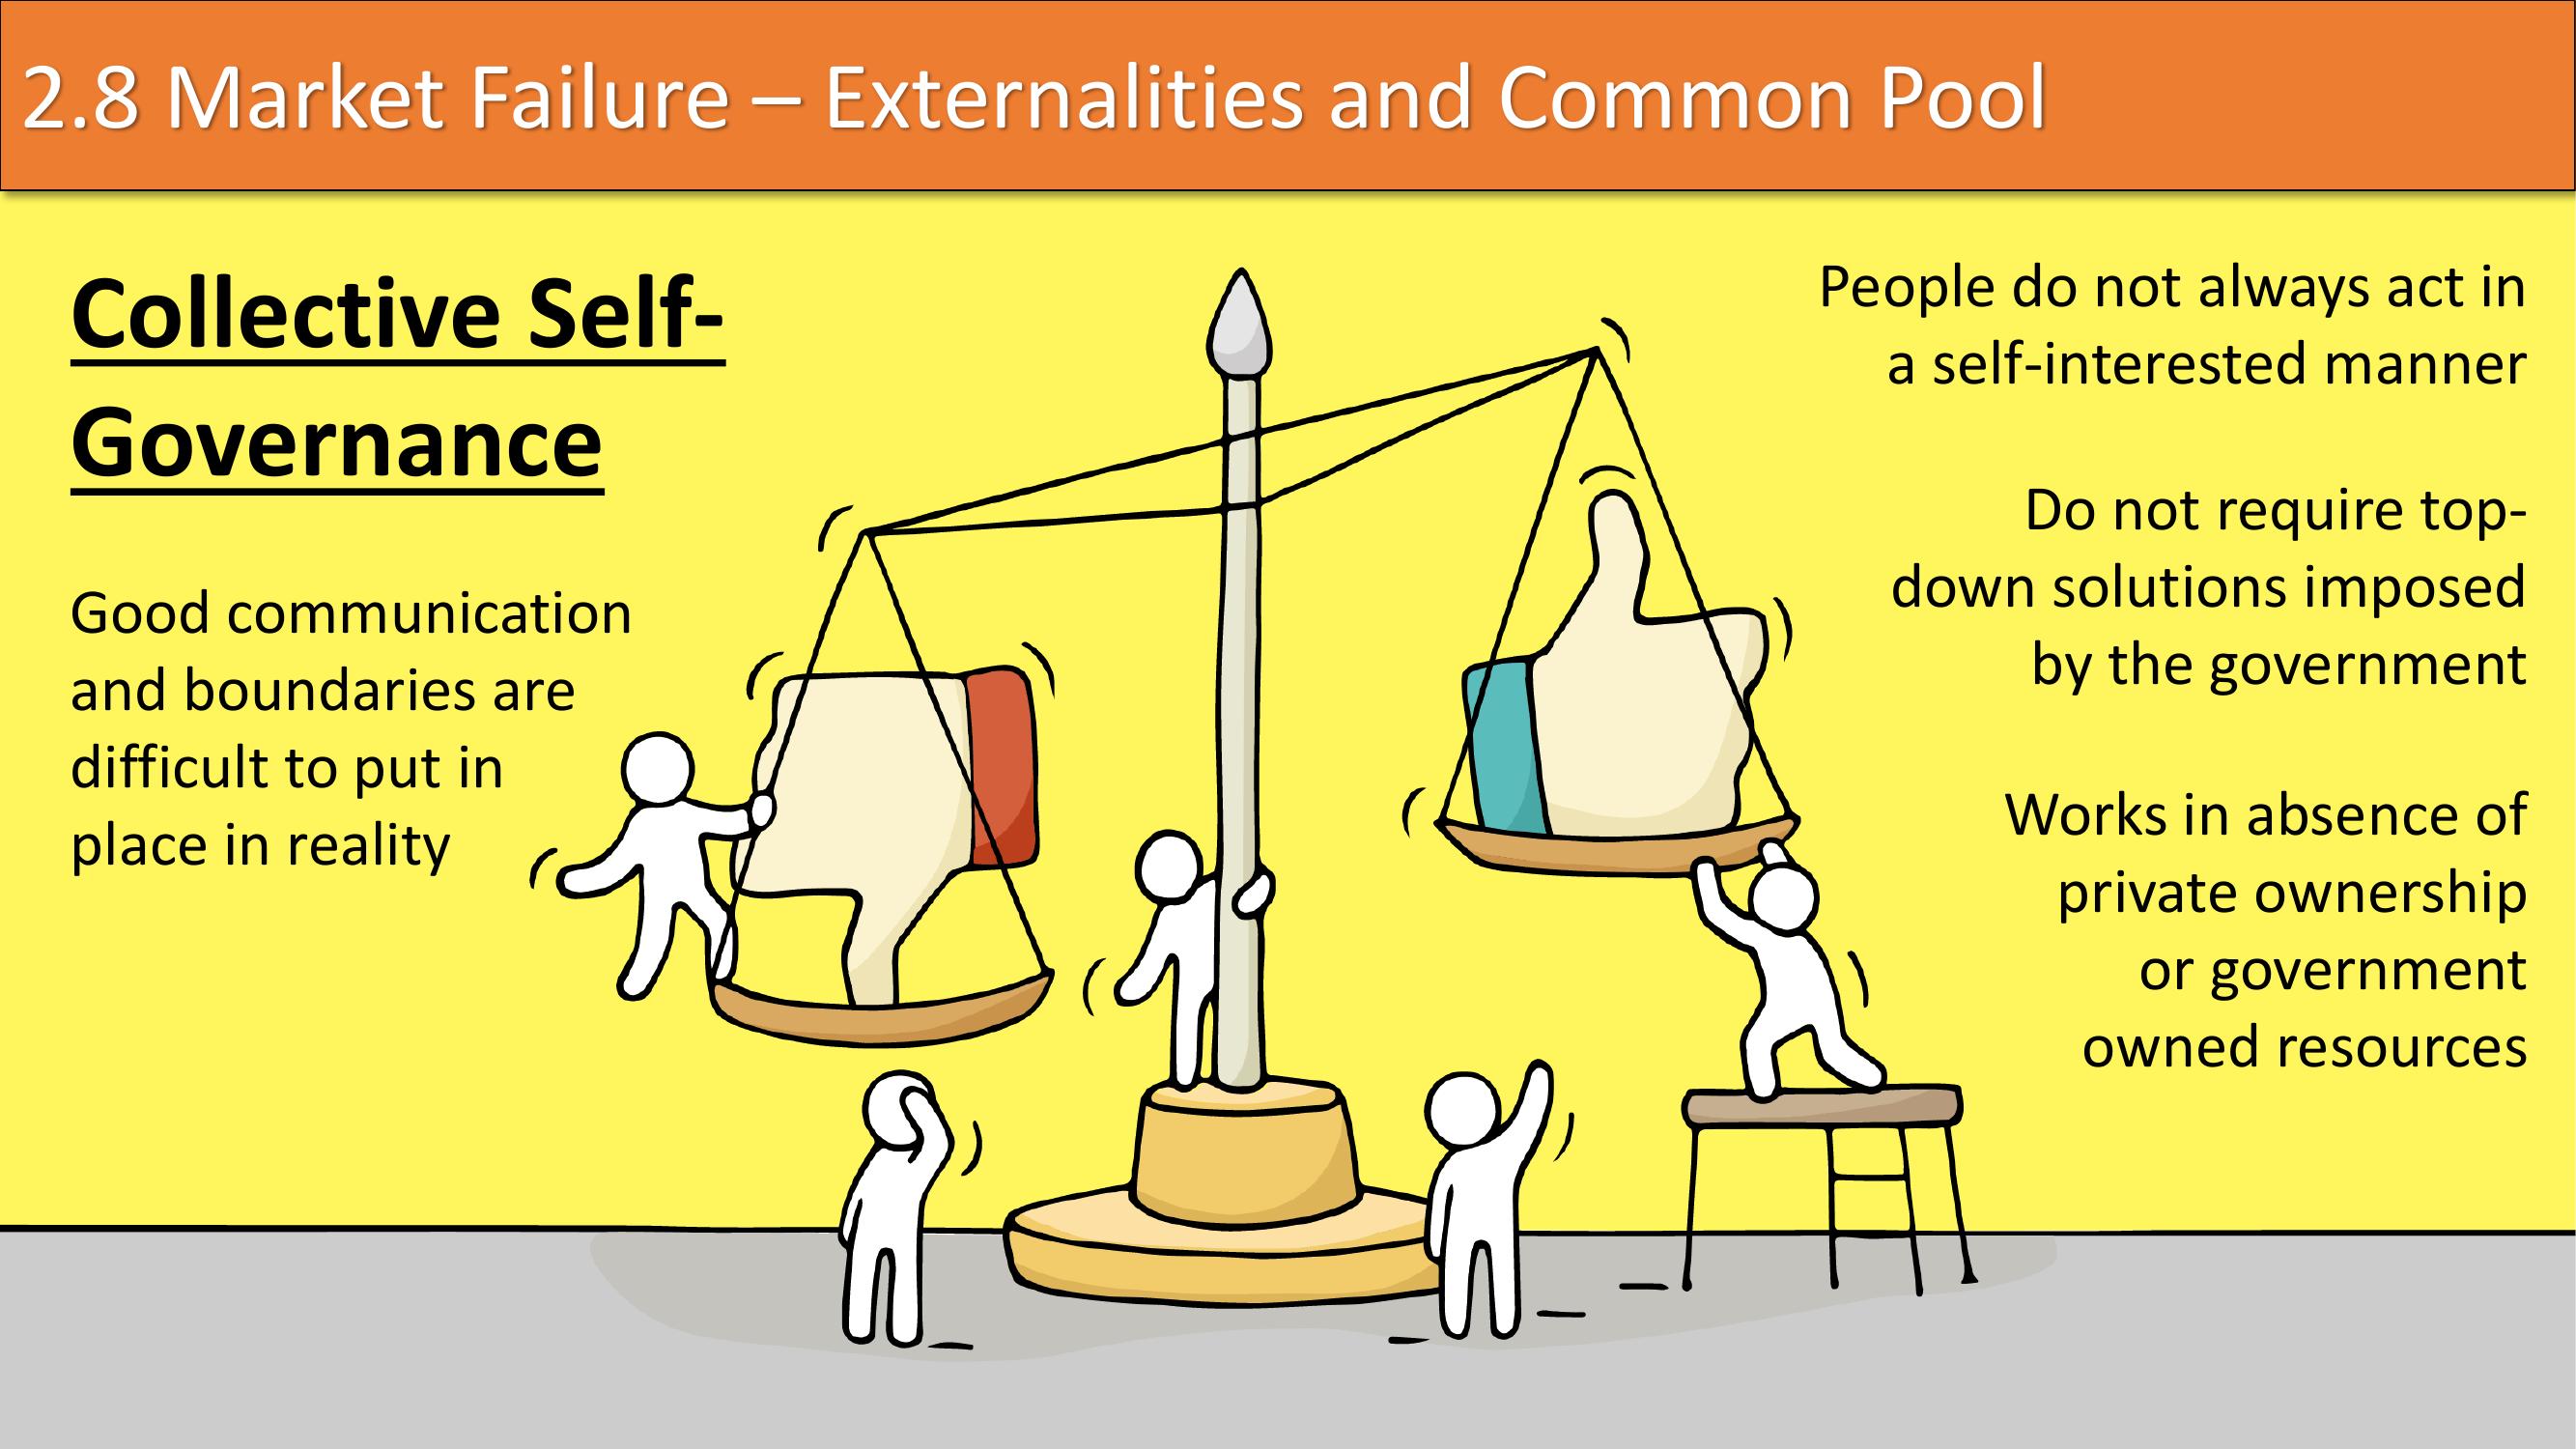 2.8 Market Failure – Externalities and Common Pool
Collective Self-
Governance
Good communication
and boundaries are
difficult to put in
place in reality
People do not always act in
a self-interested manner
Do not require top-
down solutions imposed
by the government
Works in absence of
private ownership
or government
owned resources